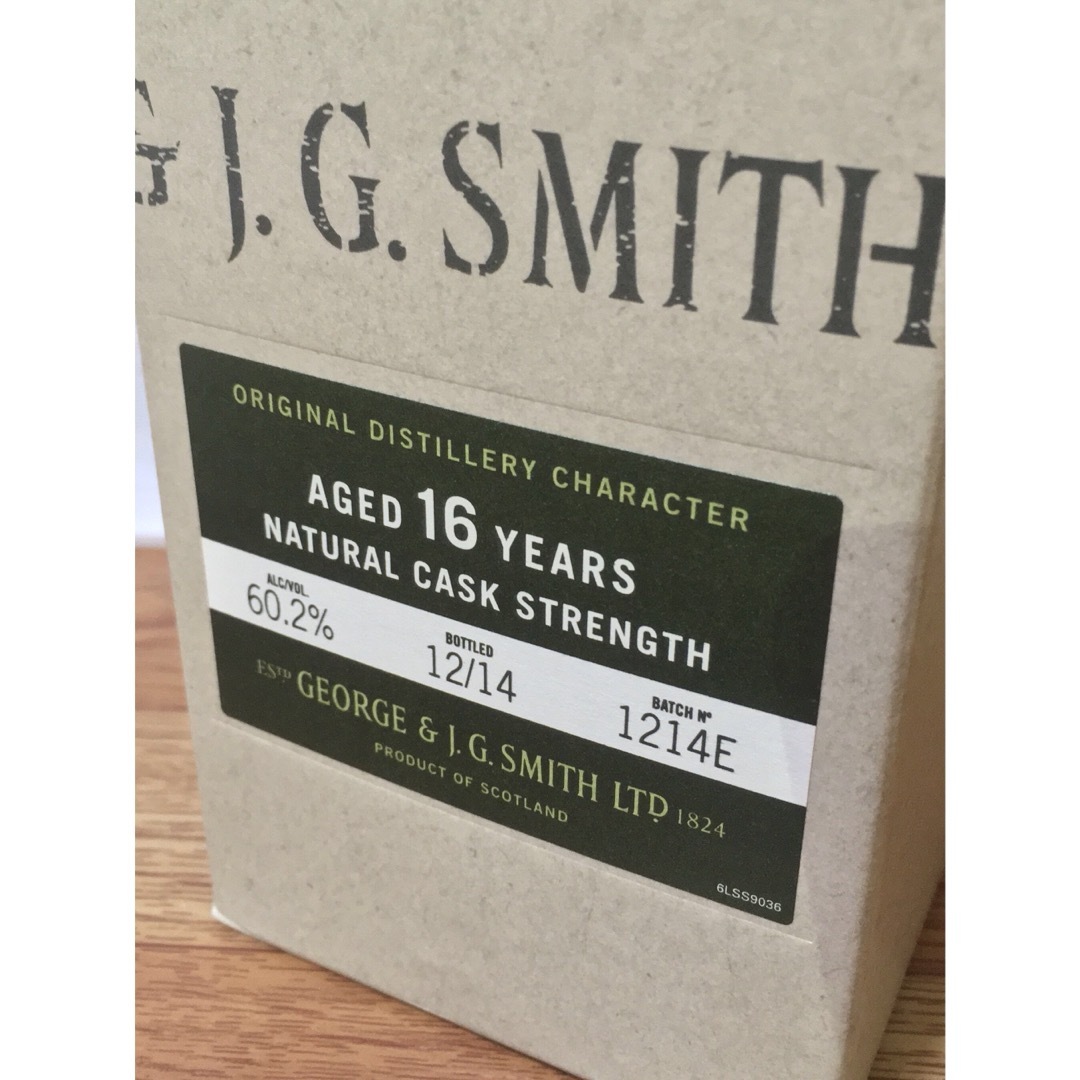 & J. G. SMITH
ORIGINAL DISTILLERY CHARACTER
AGED 16 YEARS
NATURAL CASK STRENGTH
ALC/VOL.
60.2%
BOTTLED
12/14
BATCH Nº
1214E
ESTD GEORGE & J. G. SMITH LTD 1824
PRODUCT OF SCOTLAND
6LSS9036